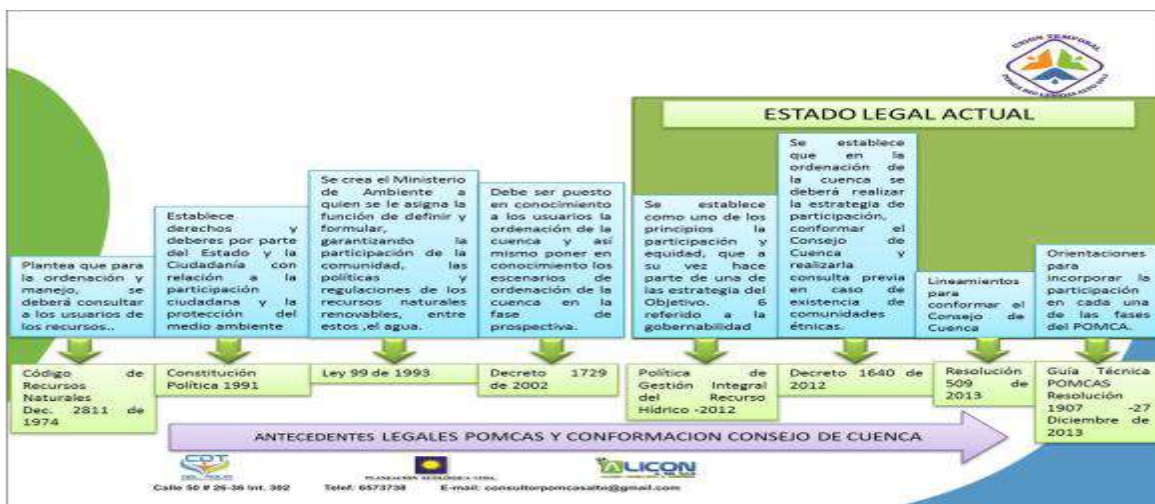 ESTADO LEGAL ACTUAL
Plantea que para
la ordenación y
manejo, se
deberá consultar
a los usuarios de
los recursos..
Establece
derechos y
deberes por parte
del Estado y la
Ciudadanía con
relación a la
participación
ciudadana y la
protección del
medio ambiente
Se crea el Ministerio
de Ambiente a
quien se le asigna la
función de definir y
formular,
garantizando la
participación de la
comunidad, las
políticas y
regulaciones de los
recursos naturales
renovables, entre
estos ,el agua.
Debe ser puesto
en conocimiento
a los usuarios la
ordenación de la
cuenca y así
mismo poner en
conocimiento los
escenarios de
ordenación de la
cuenca en la
fase de
prospectiva.
Se establece
como uno de los
principios la
participación y
equidad, que a
su vez hace
parte de una de
las estrategia del
Objetivo. 6
referido a la
gobernabilidad
Se establece
que en la
ordenación de
la cuenca se
deberá realizar
la estrategia de
participación,
conformar el
Consejo de
Cuenca y
realizarla
consulta previa
en caso de
existencia de
comunidades
étnicas.
Lineamientos
para
conformar el
Consejo de
Cuenca
Orientaciones
para
incorporar la
participación
en cada una
de las fases
del POMCA.
Código de
Recursos
Naturales
Dec. 2811 de
1974
Constitución
Política 1991
Ley 99 de 1993
Decreto 1729
de 2002
Política de
Gestión Integral
del Recurso
Hídrico -2012
Decreto 1640 de
2012
Resolución
509 de
2013
Guía Técnica
POMCAS
Resolución
1907 -27
Diciembre de
2013
ANTECEDENTES LEGALES POMCAS Y CONFORMACION CONSEJO DE CUENCA
CDT
ALICON
PLANEACION ECOLOGICA LTDA.
Calle 50 # 26-36 Int. 302 Telef: 6573738 E-mail: consultorpomcasalto@gmail.com